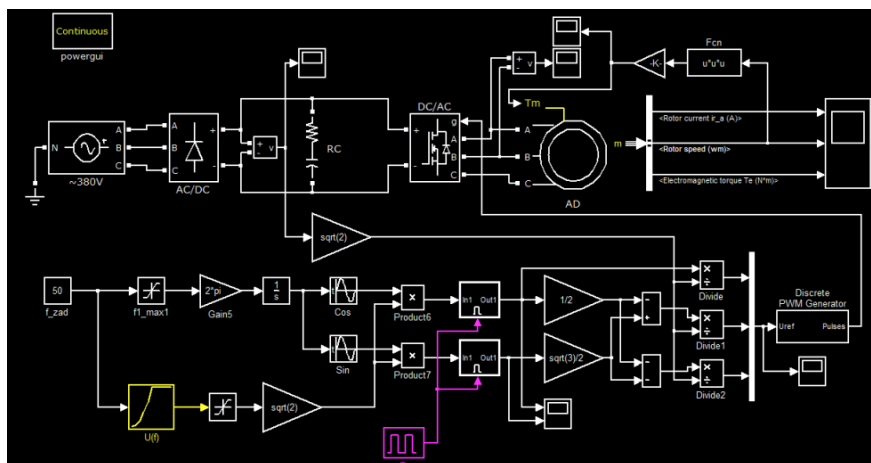 Continuous
powergui
N
A
B
C
~380V
A
B
C
+
-
AC/DC
+
-
v
RC
DC/AC
+
-
g
A
B
C
+
-
v
Tm
A
B
C
m
AD
-K-
Fcn
u*u*u
<Rotor current ir_a (A)>
<Rotor speed (wm)>
<Electromagnetic torque Te (N*m)>
sqrt(2)
50
f_zad
f1_max1
2*pi
Gain5
1
s
t
Cos
t
Sin
×
Product6
×
Product7
In1
Out1
In1
Out1
1/2
sqrt(3)/2
-
+
-
-
×
÷
Divide
×
÷
Divide1
×
÷
Divide2
Discrete
PWM Generator
Uref
Pulses
U(f)
sqrt(2)